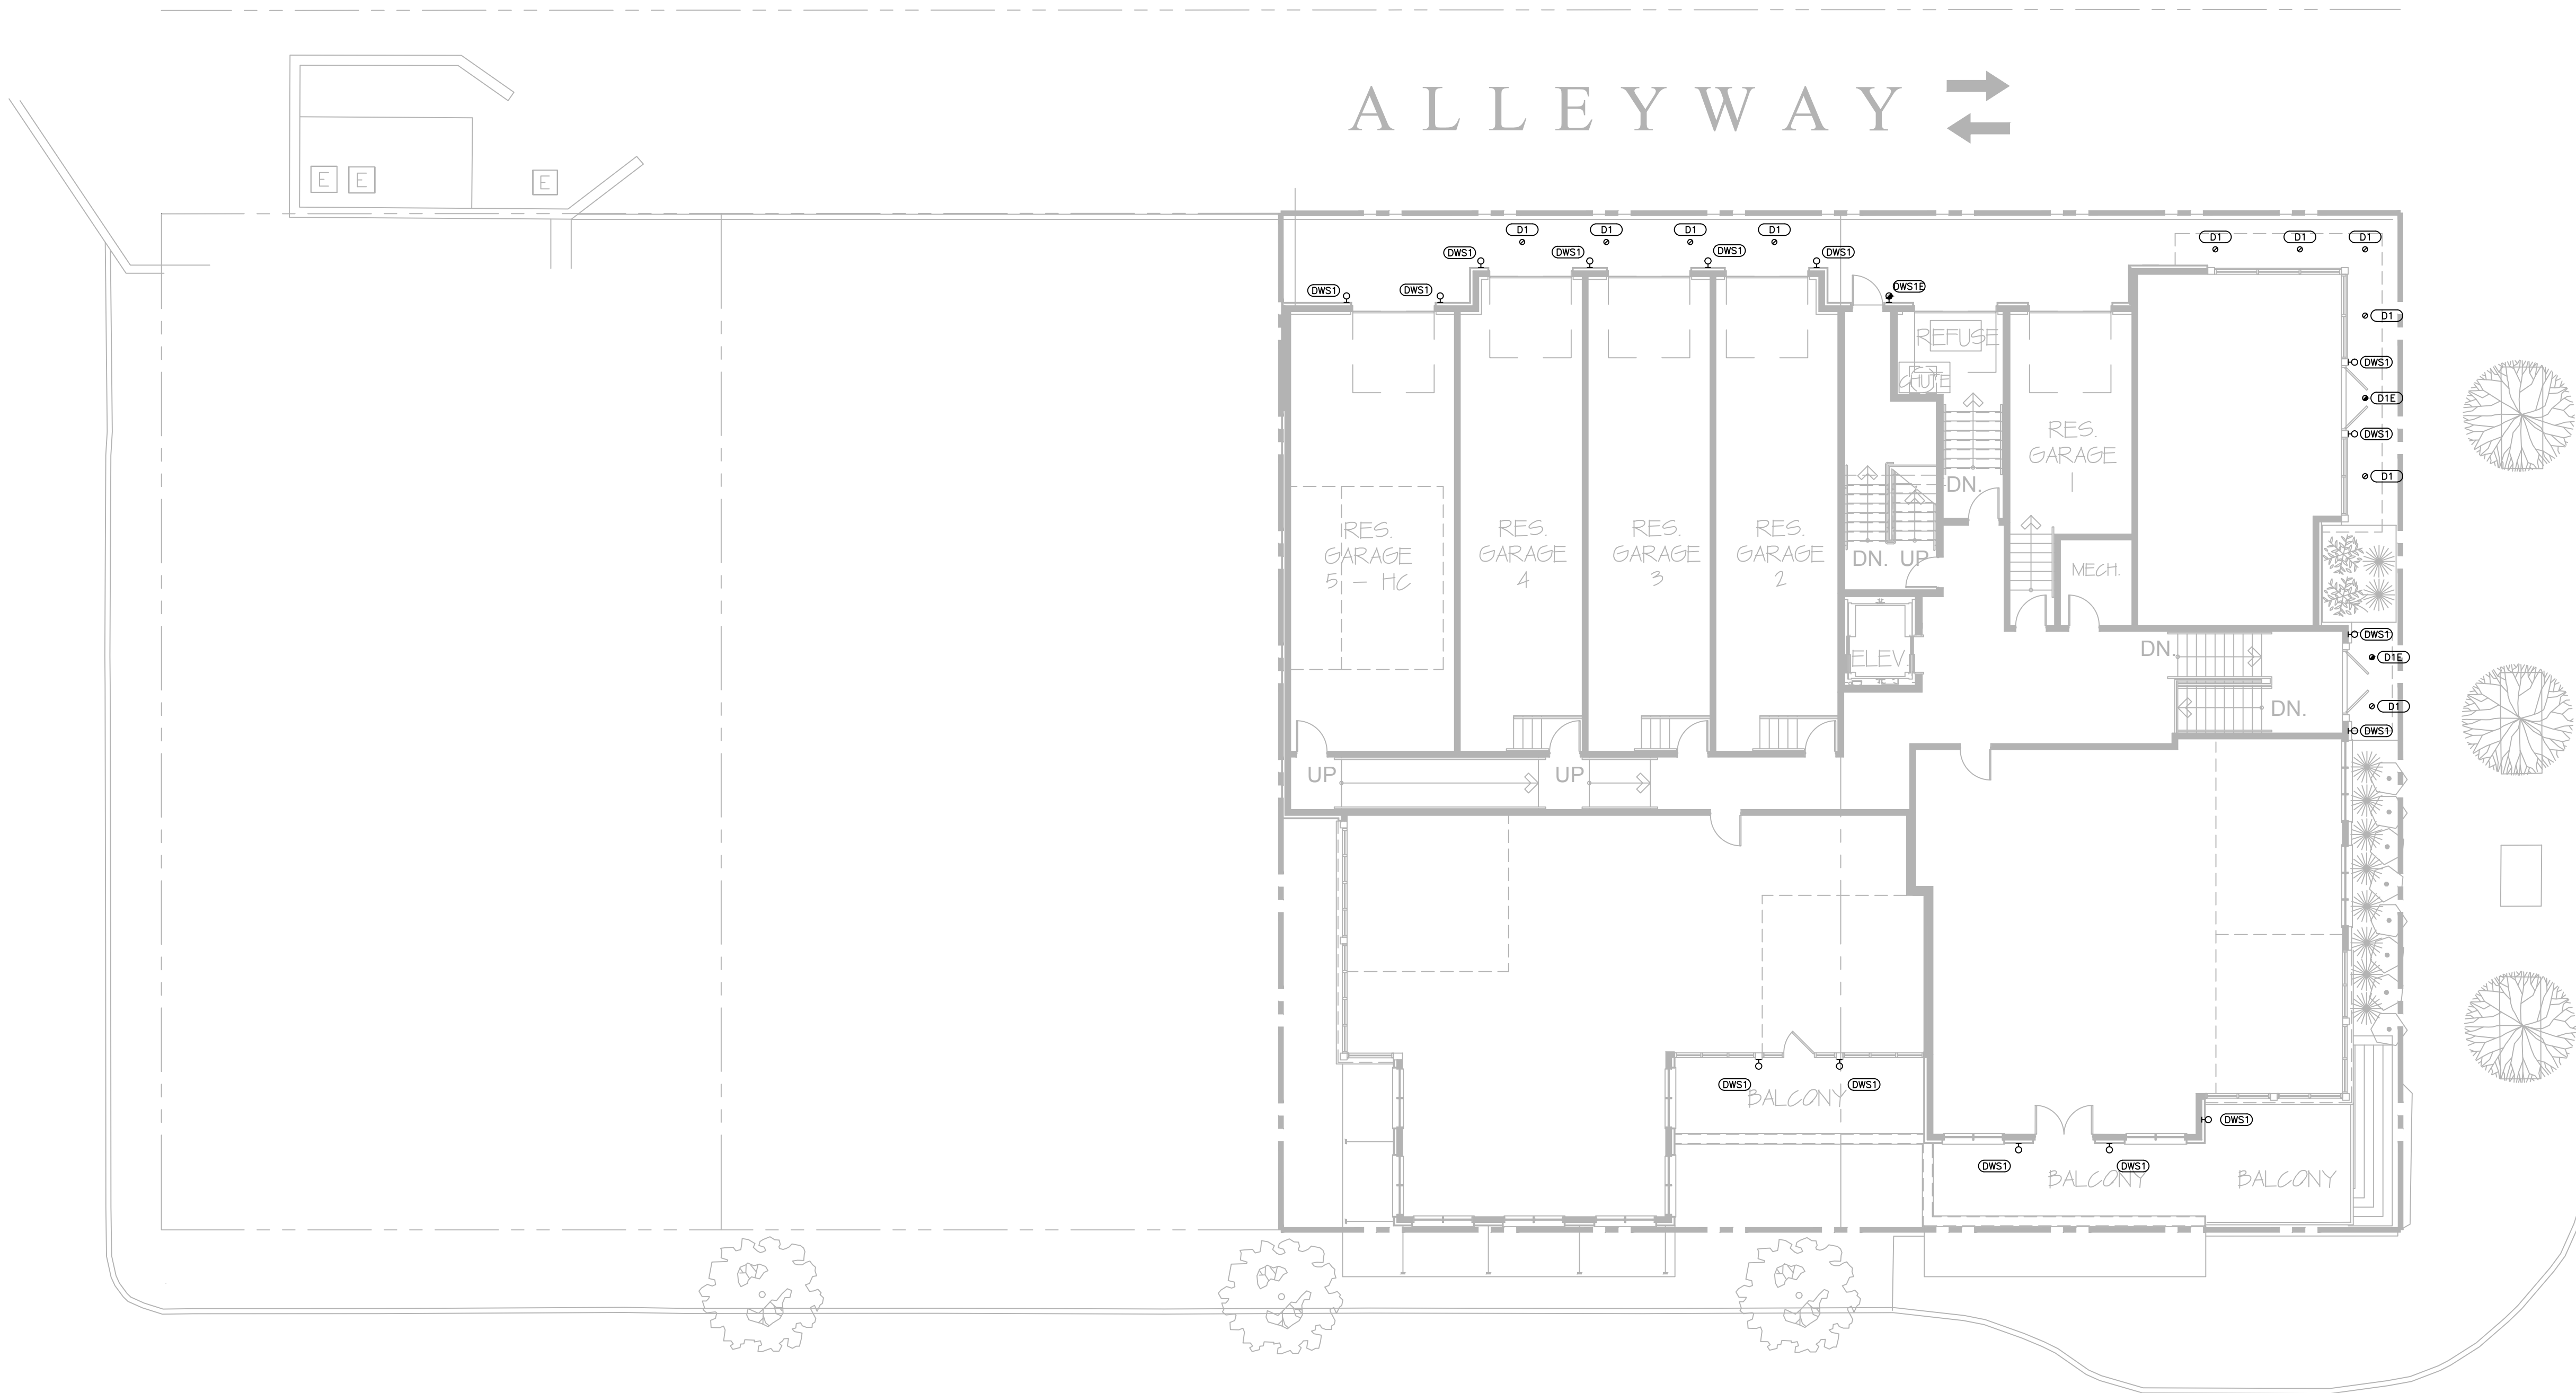 ALLEYWAY
E E E
D1 D1 D1 D1 D1 D1 D1
DWS1 DWS1 DWS1 DWS1
DWS1 DWS1 DWS1E
D1
REFUSE
DWS1
CHUTE
D1E
DWS1
RES.
GARAGE
1
D1
DN.
RES.
GARAGE
5 - HC
RES.
GARAGE
4
RES.
GARAGE
3
RES.
GARAGE
2
DN. UP
MECH.
DWS1
DN.
ELEV.
D1E
D1
DN.
DWS1
UP
UP
DWS1 DWS1
BALCONY
DWS1
DWS1 DWS1
BALCONY
BALCONY